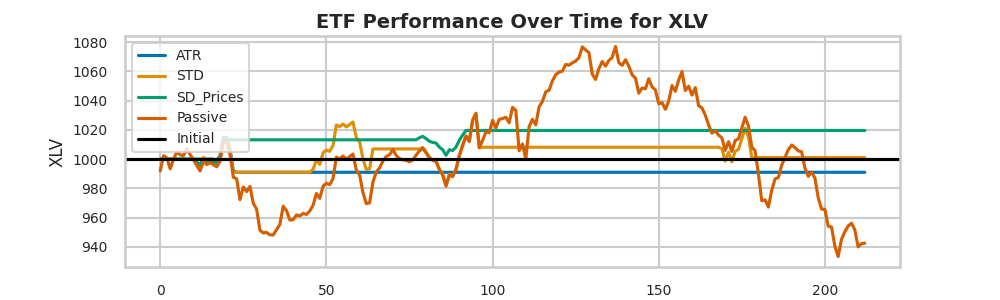 ETF Performance Over Time for XLV
1080
1060
1040
1020
1000
980
960
940
XLV
ATR
STD
SD_Prices
Passive
Initial
0
50
100
150
200